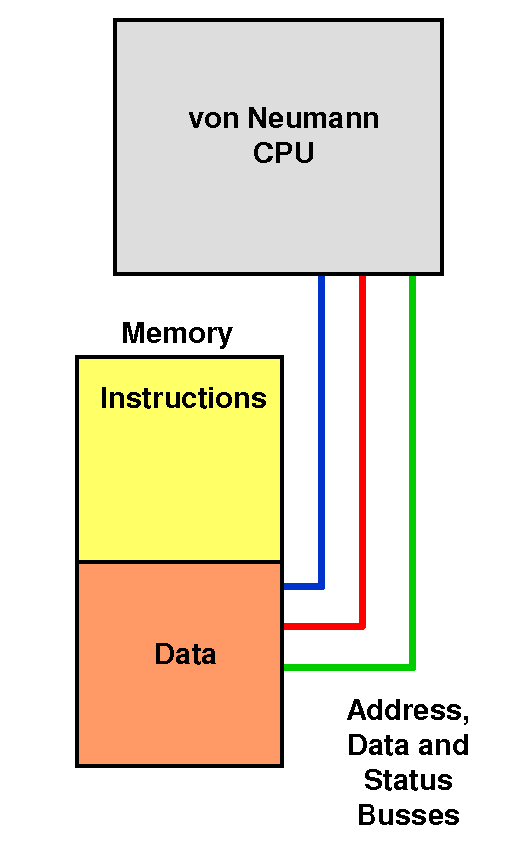 von Neumann
CPU
Memory
Instructions
Data
Address,
Data and
Status
Busses